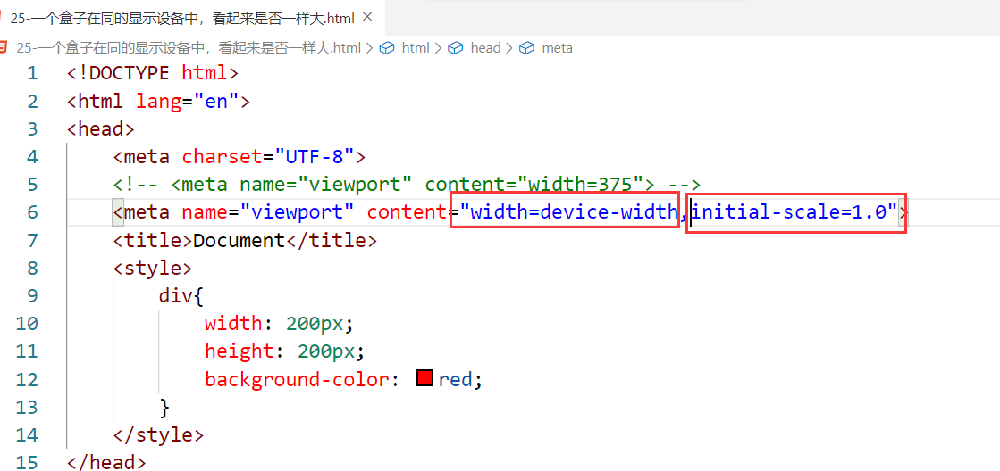 25-一个盒子在同的显示设备中，看起来是否一样大.html ×
25-一个盒子在同的显示设备中，看起来是否一样大.html > html > head > meta
1 <!DOCTYPE html>
2 <html lang="en">
3 <head>
4 <meta charset="UTF-8">
5 <!-- <meta name="viewport" content="width=375"> -->
6 <meta name="viewport" content="width=device-width,initial-scale=1.0">
7 <title>Document</title>
8 <style>
9 div{
10 width: 200px;
11 height: 200px;
12 background-color: red;
13 }
14 </style>
15 </head>